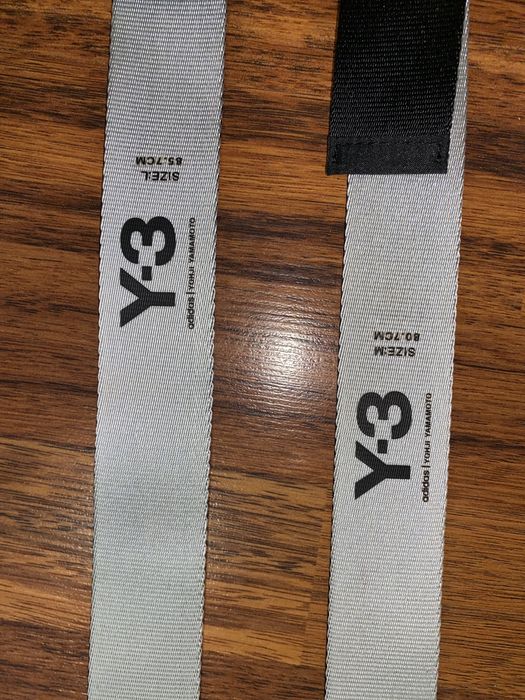 SIZE:L
85.7CM
Y-3
adidas | YOHJI YAMAMOTO
SIZE:M
80.7CM
Y-3
adidas | YOHJI YAMAMOTO